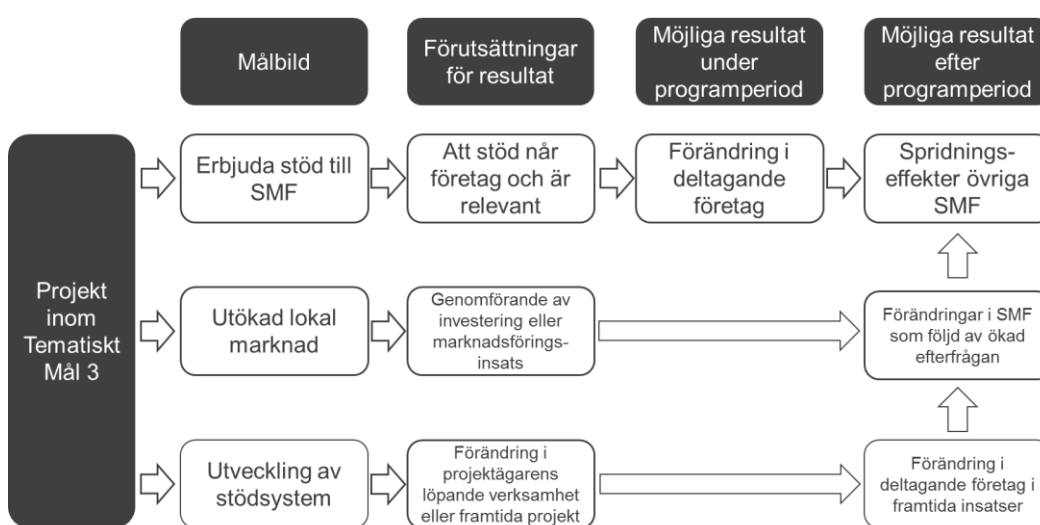 Målbild
Förutsättningar
för resultat
Möjliga resultat
under
programperiod
Möjliga resultat
efter
programperiod
Projekt
inom
Tematiskt
Mål 3
Erbjuda stöd till
SMF
Att stöd når
företag och är
relevant
Förändring i
deltagande
företag
Spridnings-
effekter övriga
SMF
Utökad lokal
marknad
Genomförande av
investering eller
marknadsförings-
insats
Förändringar i SMF
som följd av ökad
efterfrågan
Utveckling av
stödsystem
Förändring i
projektägarens
löpande verksamhet
eller framtida projekt
Förändring i
deltagande företag i
framtida insatser